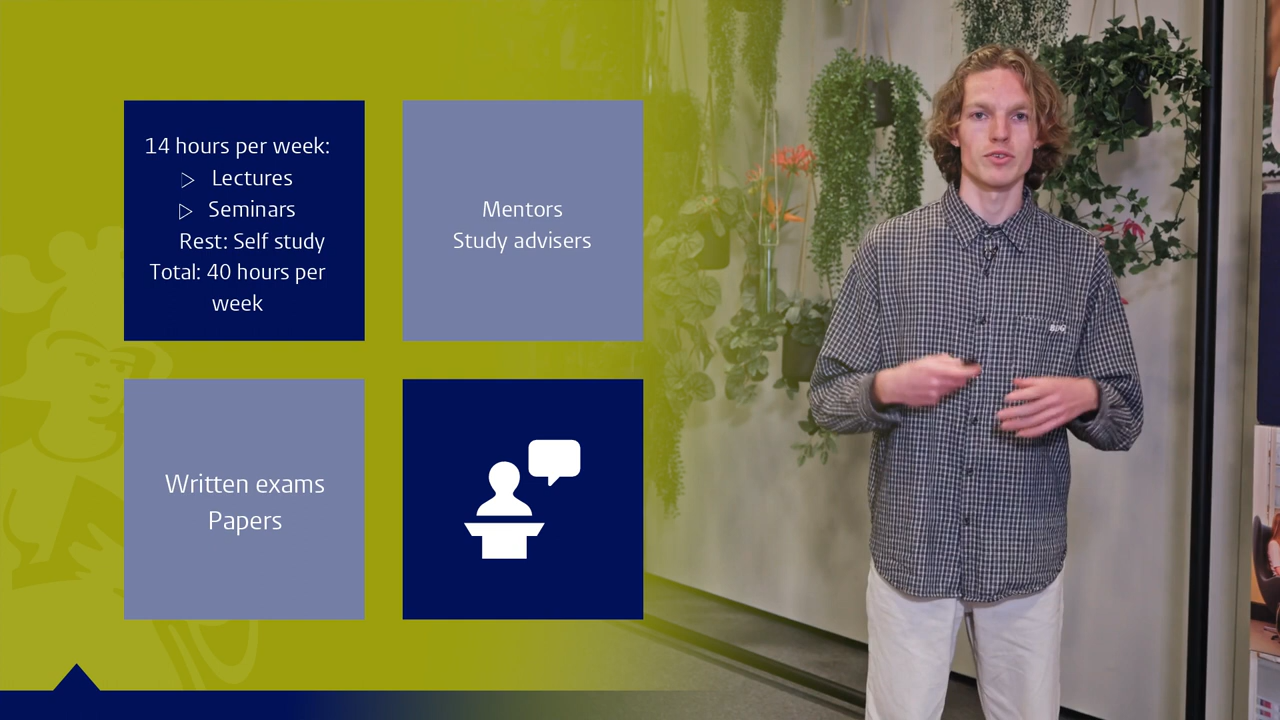 14 hours per week:
Lectures
Seminars
Rest: Self study
Total: 40 hours per
week
Mentors
Study advisers
Written exams
Papers